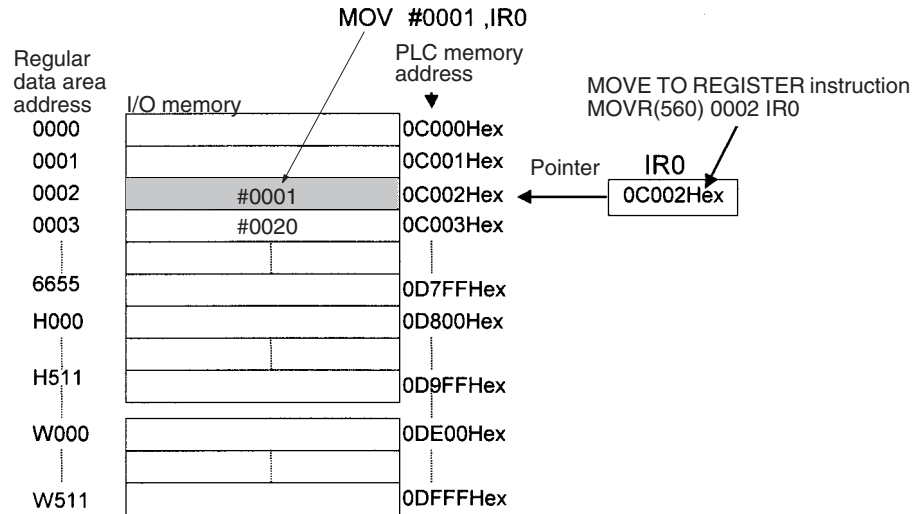 MOV #0001 ,IR0
Regular
data area
address
I/O memory
PLC memory
address
MOVE TO REGISTER instruction
MOVR(560) 0002 IR0
0000 0C000Hex
0001 0C001Hex
Pointer IR0
0002 #0001 0C002Hex 0C002Hex
0003 #0020 0C003Hex
6655 0D7FFHex
H000 0D800Hex
H511 0D9FFHex
W000 0DE00Hex
W511 0DFFFHex